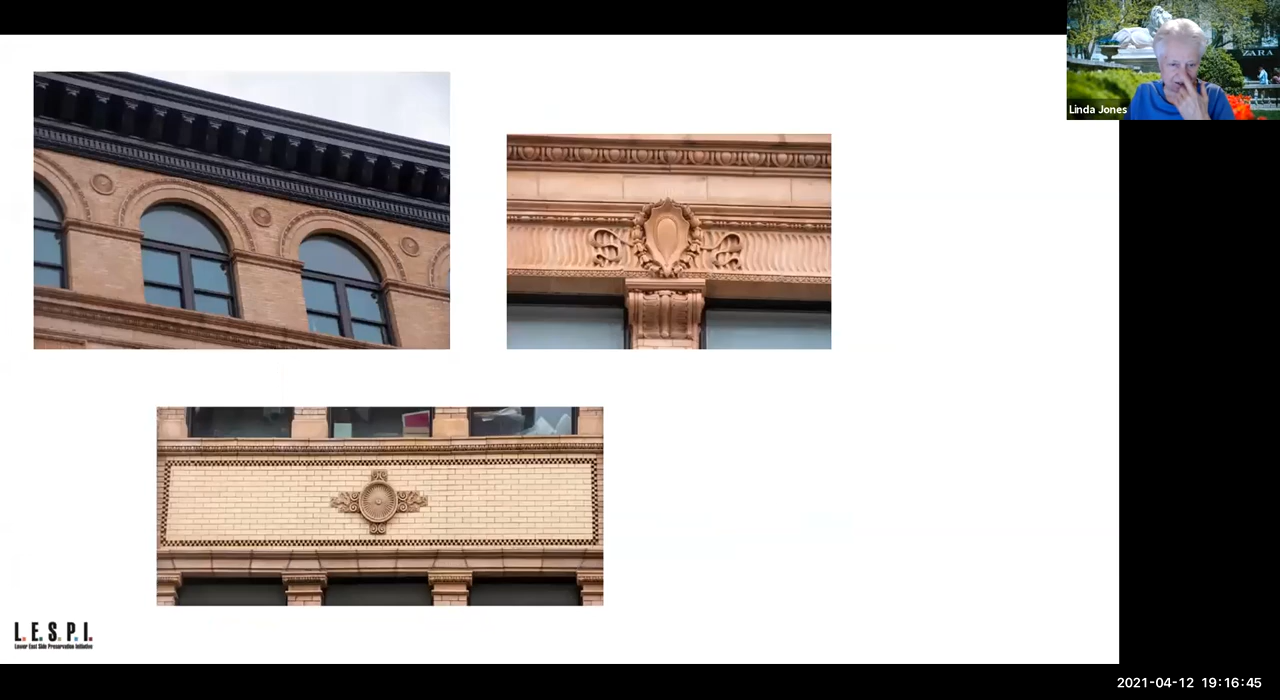 ZARA
Linda Jones
L.E.S.P.I.
Lower East Side Preservation Initiative
2021-04-12 19:16:45